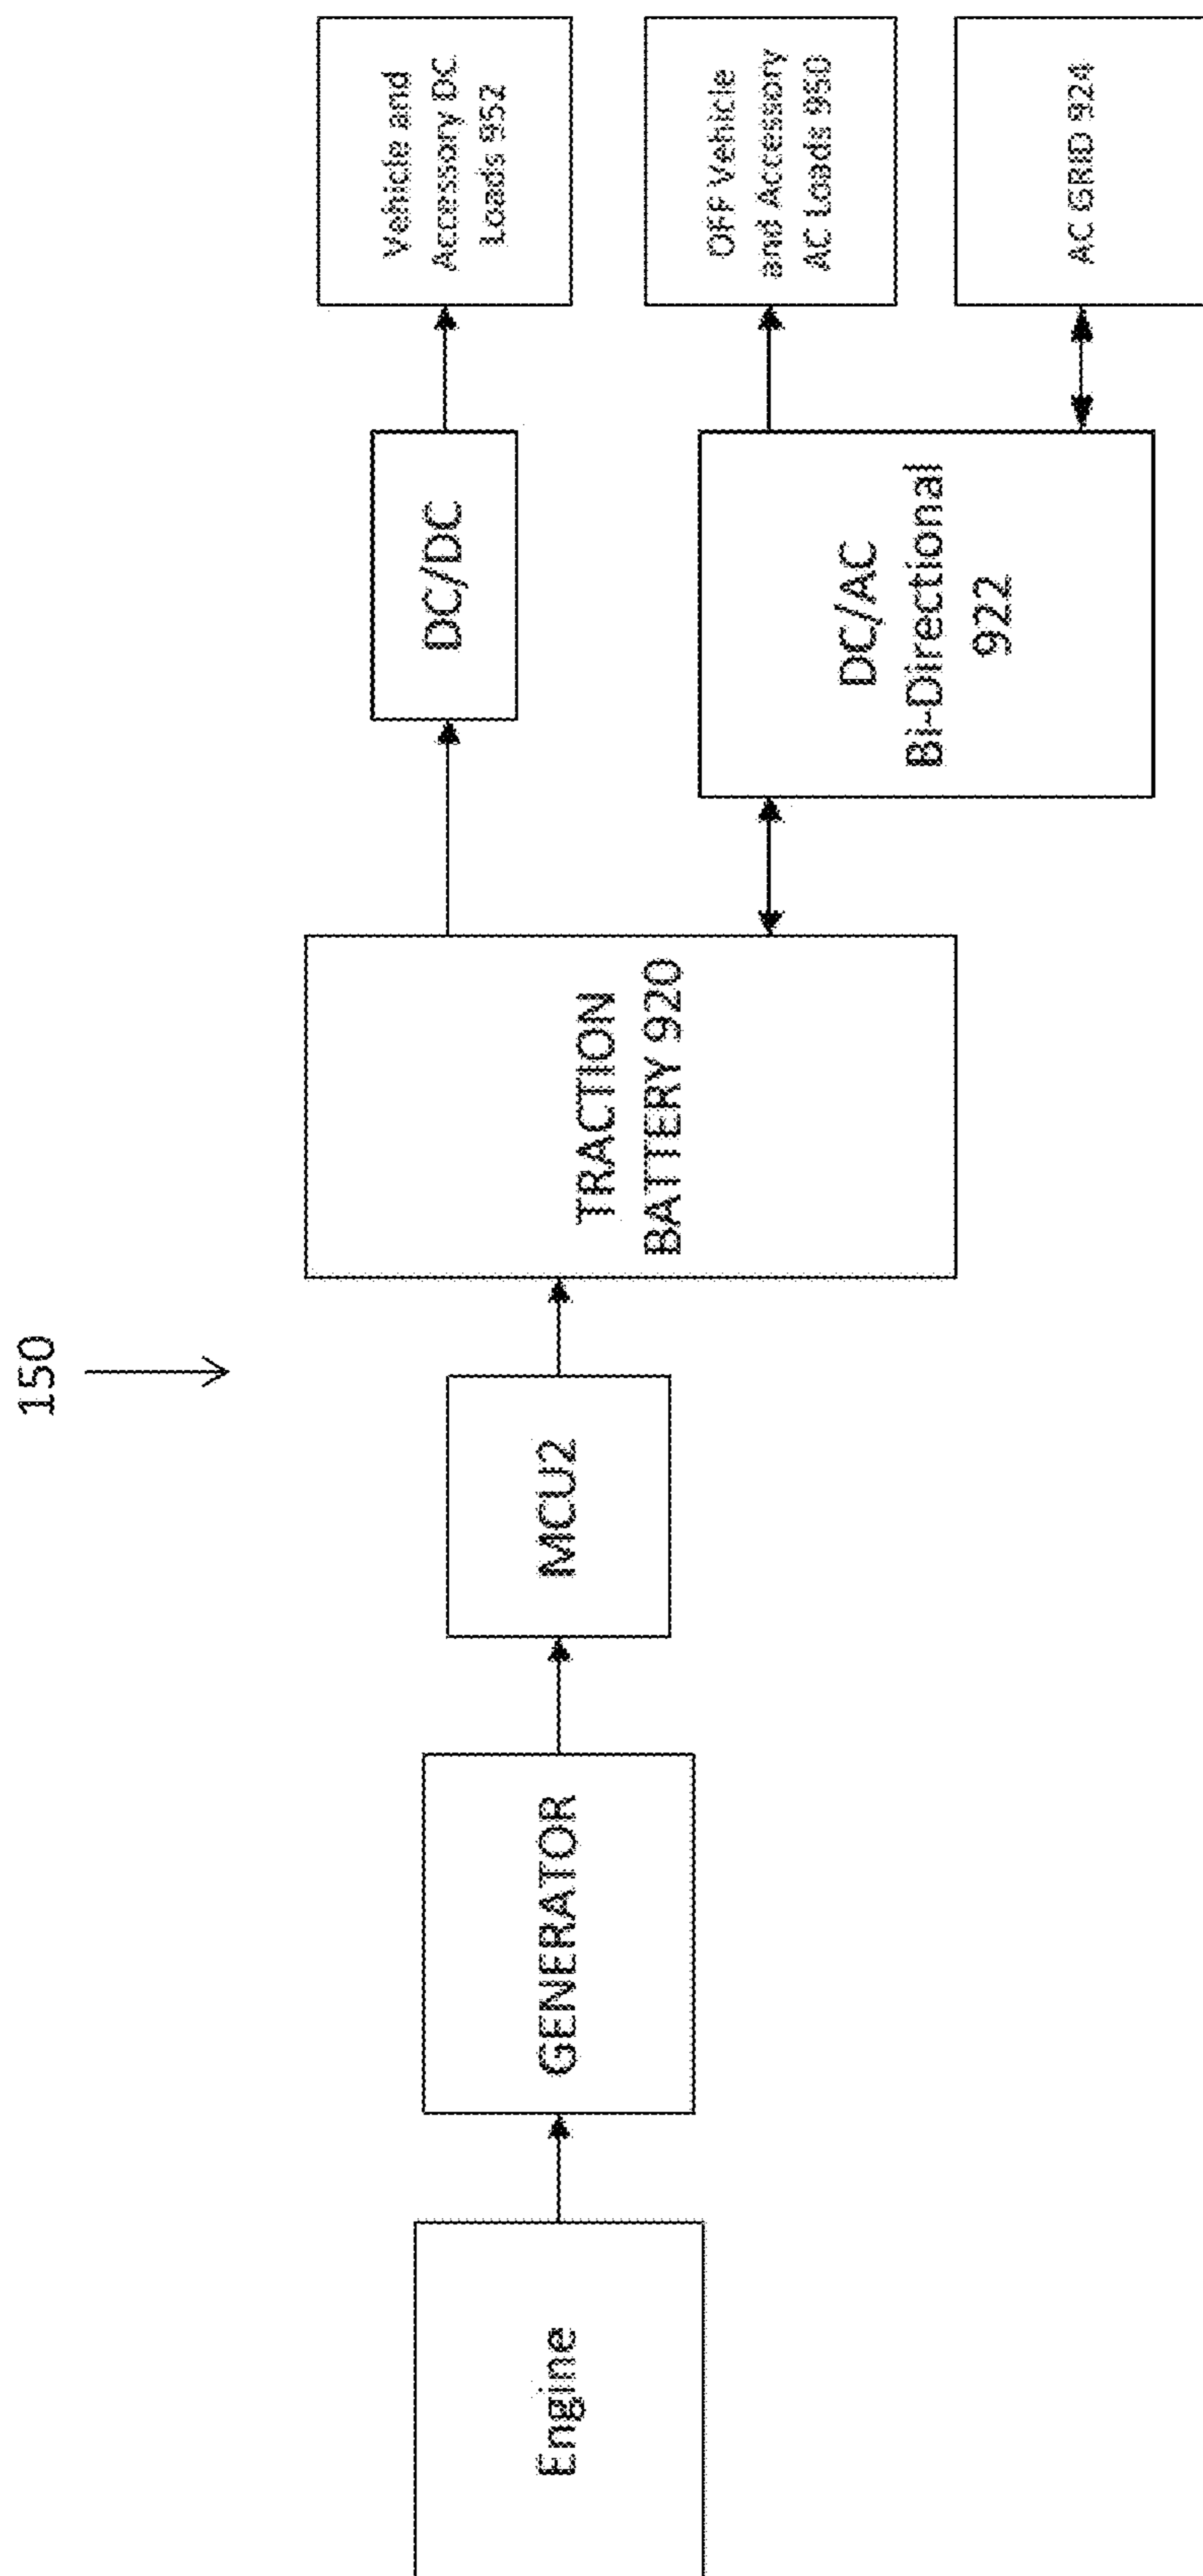 150
Engine
GENERATOR
MCU2
TRACTION
BATTERY 920
DC/DC
DC/AC
Bi-Directional
922
Vehicle and
Accessory DC
Loads 952
OFF Vehicle
and Accessory
AC Loads 950
AC GRID 924